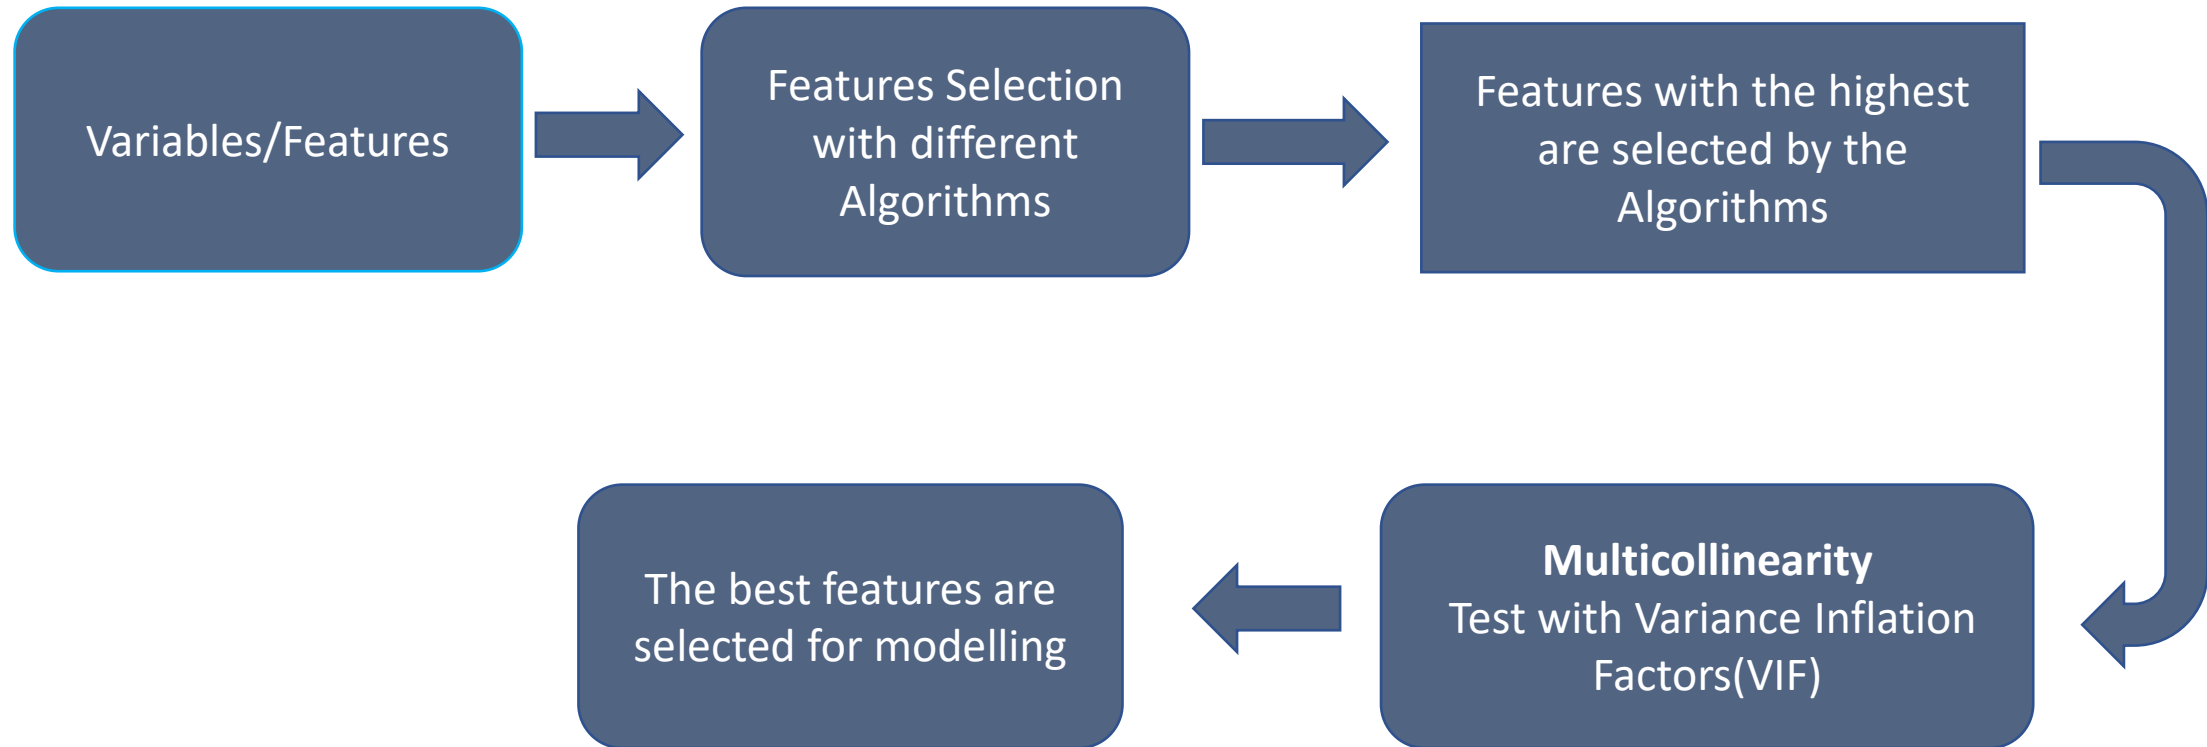 Variables/Features
Features Selection
with different
Algorithms
Features with the highest
are selected by the
Algorithms
Multicollinearity
Test with Variance Inflation
Factors(VIF)
The best features are
selected for modelling